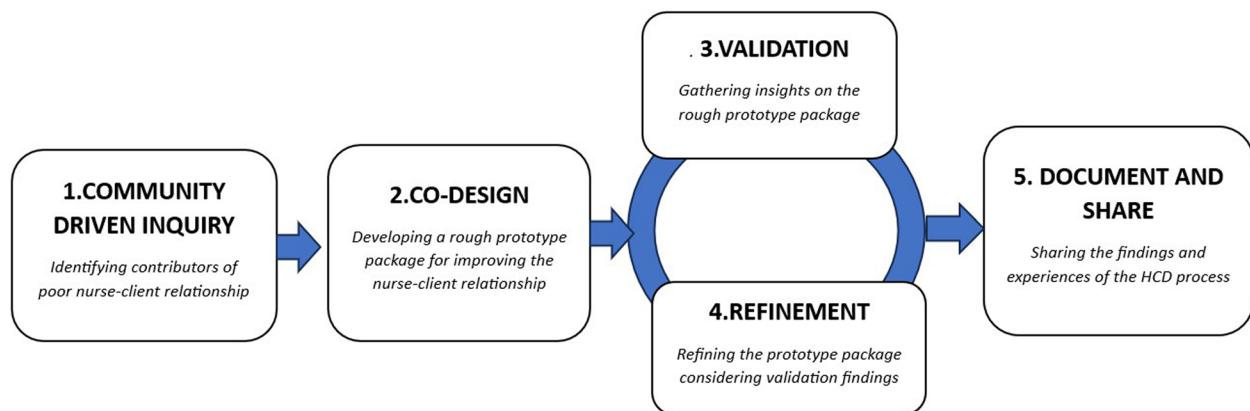 1.COMMUNITY
DRIVEN INQUIRY
Identifying contributors of
poor nurse-client relationship
2.CO-DESIGN
Developing a rough prototype
package for improving the
nurse-client relationship
. 3.VALIDATION
Gathering insights on the
rough prototype package
4.REFINEMENT
Refining the prototype package
considering validation findings
5. DOCUMENT AND
SHARE
Sharing the findings and
experiences of the HCD process